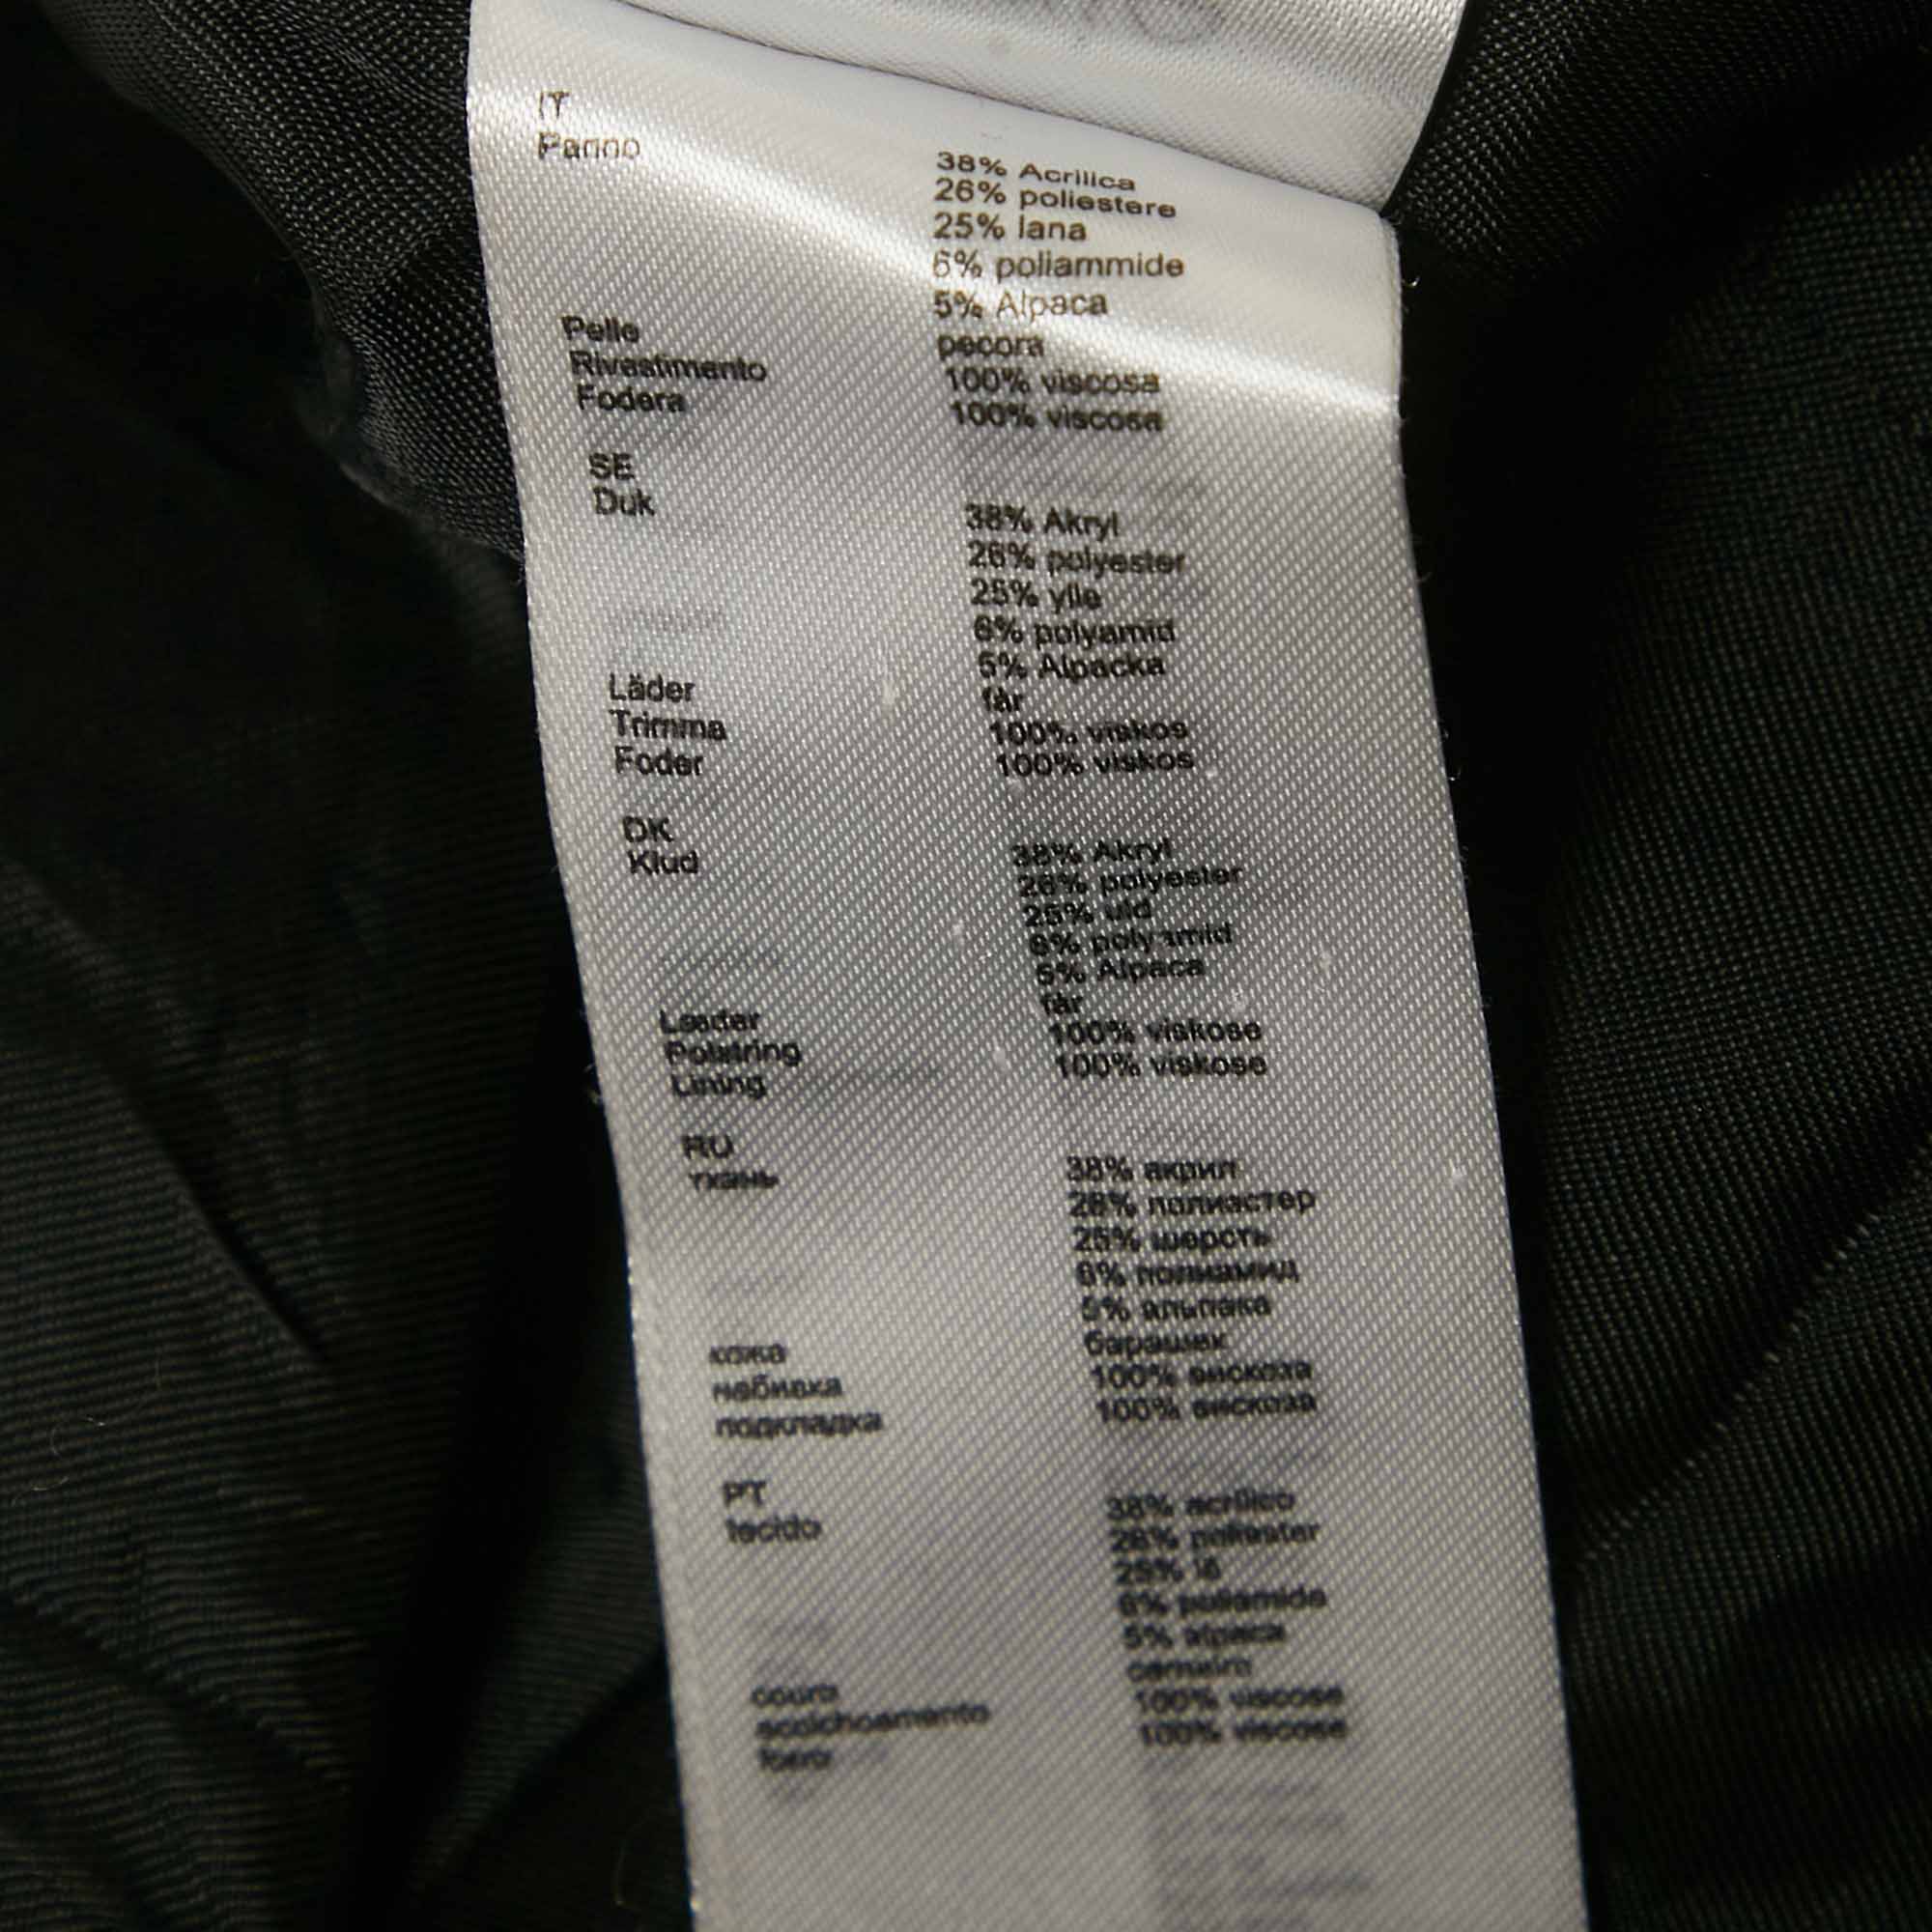 IT
Panno
38% Acrilica
26% poliestere
25% lana
6% poliammide
5% Alpaca
Pelle pecora
Rivestimento 100% viscosa
Fodera 100% viscosa
SE
Duk
38% Akryl
26% polyester
25% ylle
6% polyamid
5% Alpacka
Läder får
Trimma 100% viskos
Foder 100% viskos
DK
Klud
38% Akryl
26% polyester
25% uld
6% polyamid
5% Alpaca
Læder får
Polstring 100% viskose
Lining 100% viskose
RU
ткань
38% акрил
26% полиэстер
25% шерсть
6% полиамид
5% альпака
кожа барашек
набивка 100% вискоза
подкладка 100% вискоза
PT
tecido
38% acrílico
26% poliester
25% lã
6% poliamida
5% alpaca
couro carneiro
acolchoamento 100% viscose
forro 100% viscose